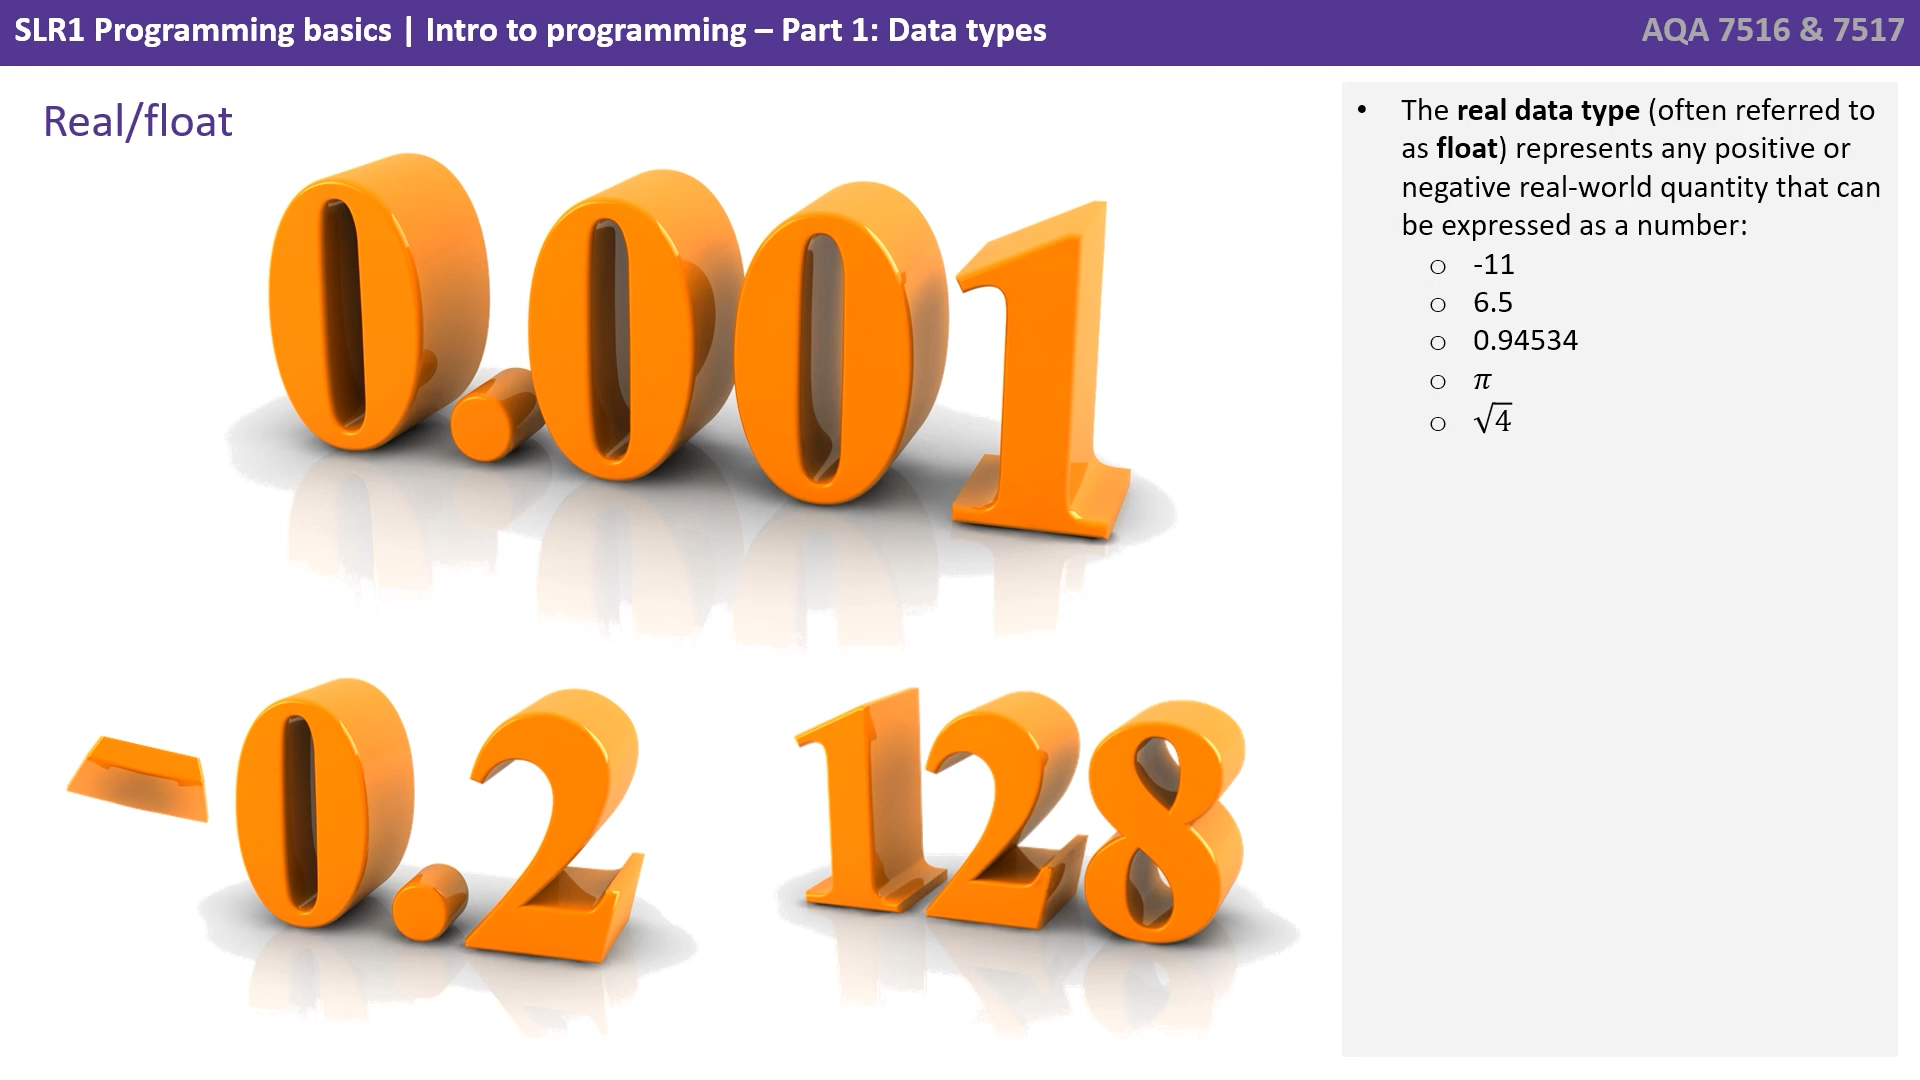 SLR1 Programming basics | Intro to programming – Part 1: Data types
AQA 7516 & 7517
Real/float
0.001
-0.2
128
• The real data type (often referred to
as float) represents any positive or
negative real-world quantity that can
be expressed as a number:
○ -11
○ 6.5
○ 0.94534
○ π
○ √4